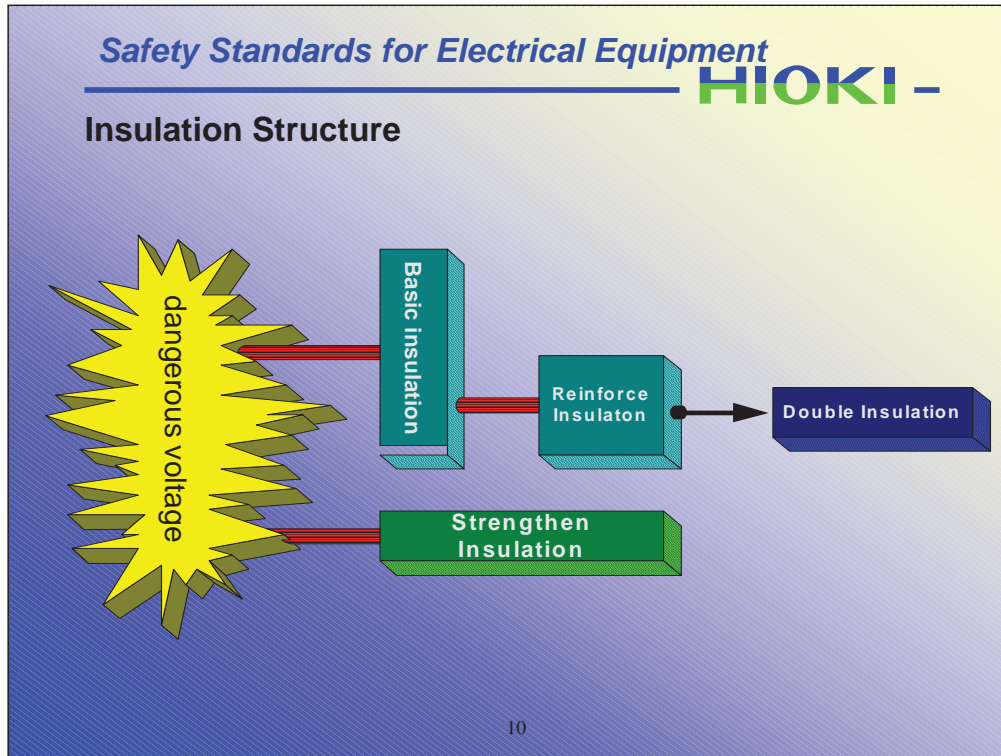 Safety Standards for Electrical Equipment
HIOKI
Insulation Structure
dangerous voltage
Basic insulation
Reinforce
Insulaton
Double Insulation
Strengthen
Insulation
10